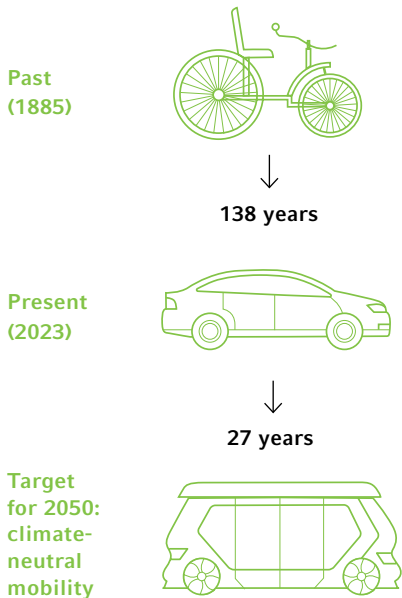 Past
(1885)
138 years
Present
(2023)
27 years
Target
for 2050:
climate-
neutral
mobility